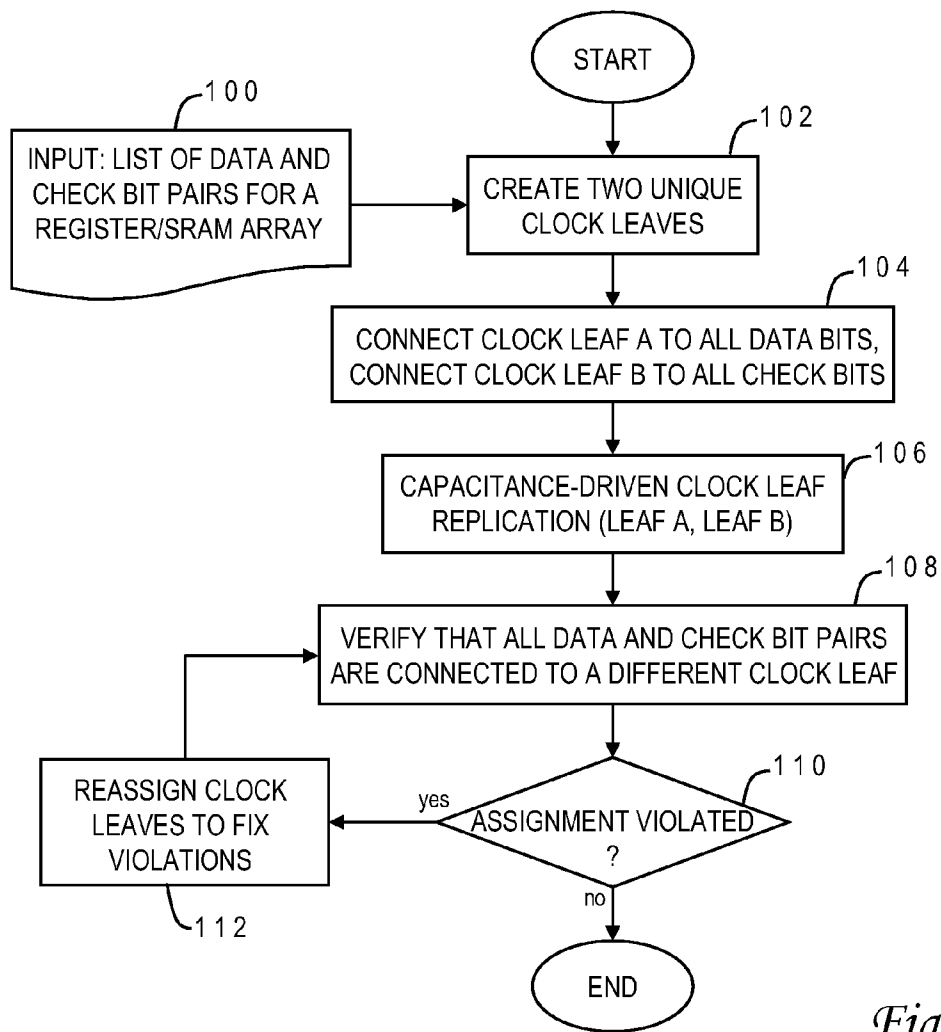 START
100
INPUT: LIST OF DATA AND
CHECK BIT PAIRS FOR A
REGISTER/SRAM ARRAY
102
CREATE TWO UNIQUE
CLOCK LEAVES
104
CONNECT CLOCK LEAF A TO ALL DATA BITS,
CONNECT CLOCK LEAF B TO ALL CHECK BITS
106
CAPACITANCE-DRIVEN CLOCK LEAF
REPLICATION (LEAF A, LEAF B)
108
VERIFY THAT ALL DATA AND CHECK BIT PAIRS
ARE CONNECTED TO A DIFFERENT CLOCK LEAF
110
ASSIGNMENT VIOLATED
?
yes
REASSIGN CLOCK
LEAVES TO FIX
VIOLATIONS
112
no
END
Fig